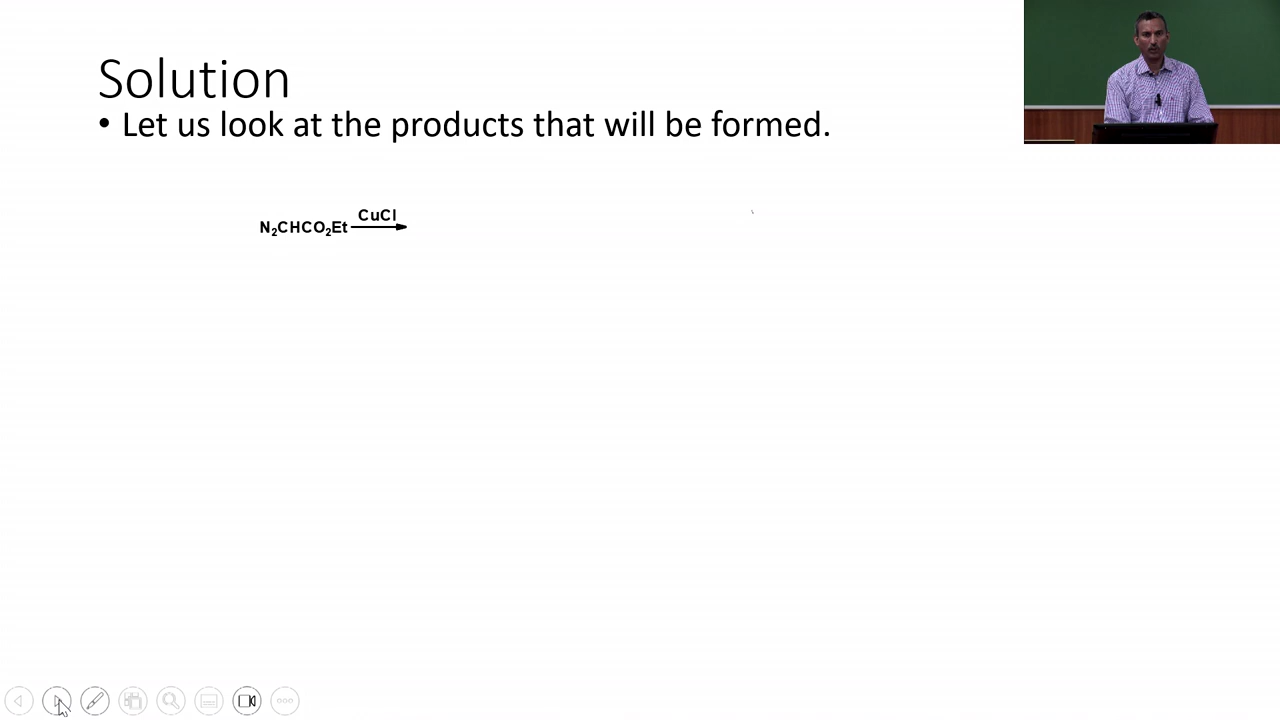 Solution
• Let us look at the products that will be formed.
CuCl
N₂CHCO₂Et